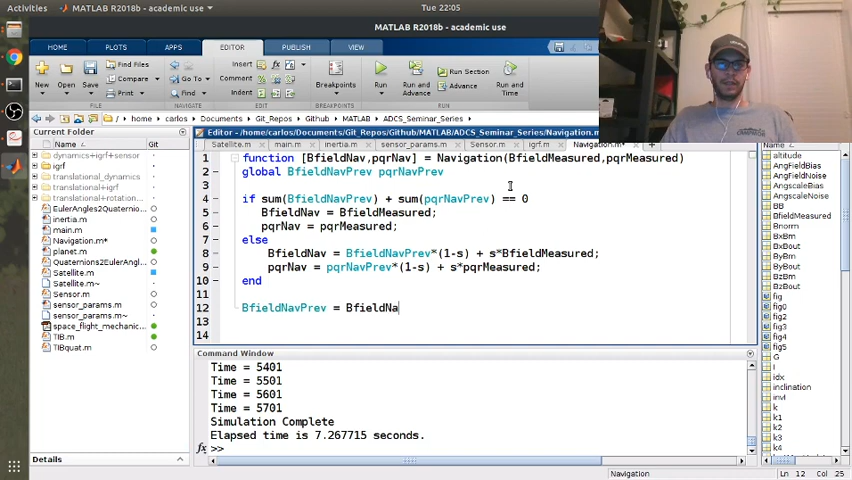 Activities
MATLAB R2018b - academic use
Tue 22:05
MATLAB R2018b - academic use
HOME
PLOTS
APPS
EDITOR
PUBLISH
VIEW
New
Open
Save
Find Files
Compare
Print
Go To
Find
Insert
Comment
Indent
Breakpoints
Run
Run and Advance
Run Section
Advance
Run and Time
FILE
NAVIGATE
EDIT
BREAKPOINTS
RUN
/ home / carlos / Documents / Git_Repos / Github / MATLAB / ADCS_Seminar_Series /
Current Folder
Git
dynamics+igrf+sensor
igrf
translational_dynamics
translational+igrf
translational+rotation
EulerAngles2Quaternion
inertia.m
main.m
Navigation.m*
planet.m
Quaternions2EulerAngle
Satellite.m
Satellite.m~
Sensor.m
sensor_params.m
sensor_params.m~
space_flight_mechanic
TIB.m
TIBquat.m
Details
Editor - /home/carlos/Documents/Git_Repos/Github/MATLAB/ADCS_Seminar_Series/Navigation.m
Satellite.m
main.m
inertia.m
sensor_params.m
Sensor.m
igrf.m
Navigation.m*
1 function [BfieldNav,pqrNav] = Navigation(BfieldMeasured,pqrMeasured)
2 global BfieldNavPrev pqrNavPrev
3
4 if sum(BfieldNavPrev) + sum(pqrNavPrev) == 0
5 BfieldNav = BfieldMeasured;
6 pqrNav = pqrMeasured;
7 else
8 BfieldNav = BfieldNavPrev*(1-s) + s*BfieldMeasured;
9 pqrNav = pqrNavPrev*(1-s) + s*pqrMeasured;
10 end
11
12 BfieldNavPrev = BfieldNa
13
14
Command Window
Time = 5401
Time = 5501
Time = 5601
Time = 5701
Simulation Complete
Elapsed time is 7.267715 seconds.
fx >>
altitude
AngFieldBias
AngFieldNoise
AngscaleBias
AngscaleNoise
BB
BfieldMeasured
Bnorm
BxBm
BxBout
ByBm
ByBout
BzBm
BzBout
fig
fig0
fig2
fig3
fig4
fig5
G
I
idx
inclination
invI
k
k1
k2
k3
k4
Navigation
Ln 12 Col 25